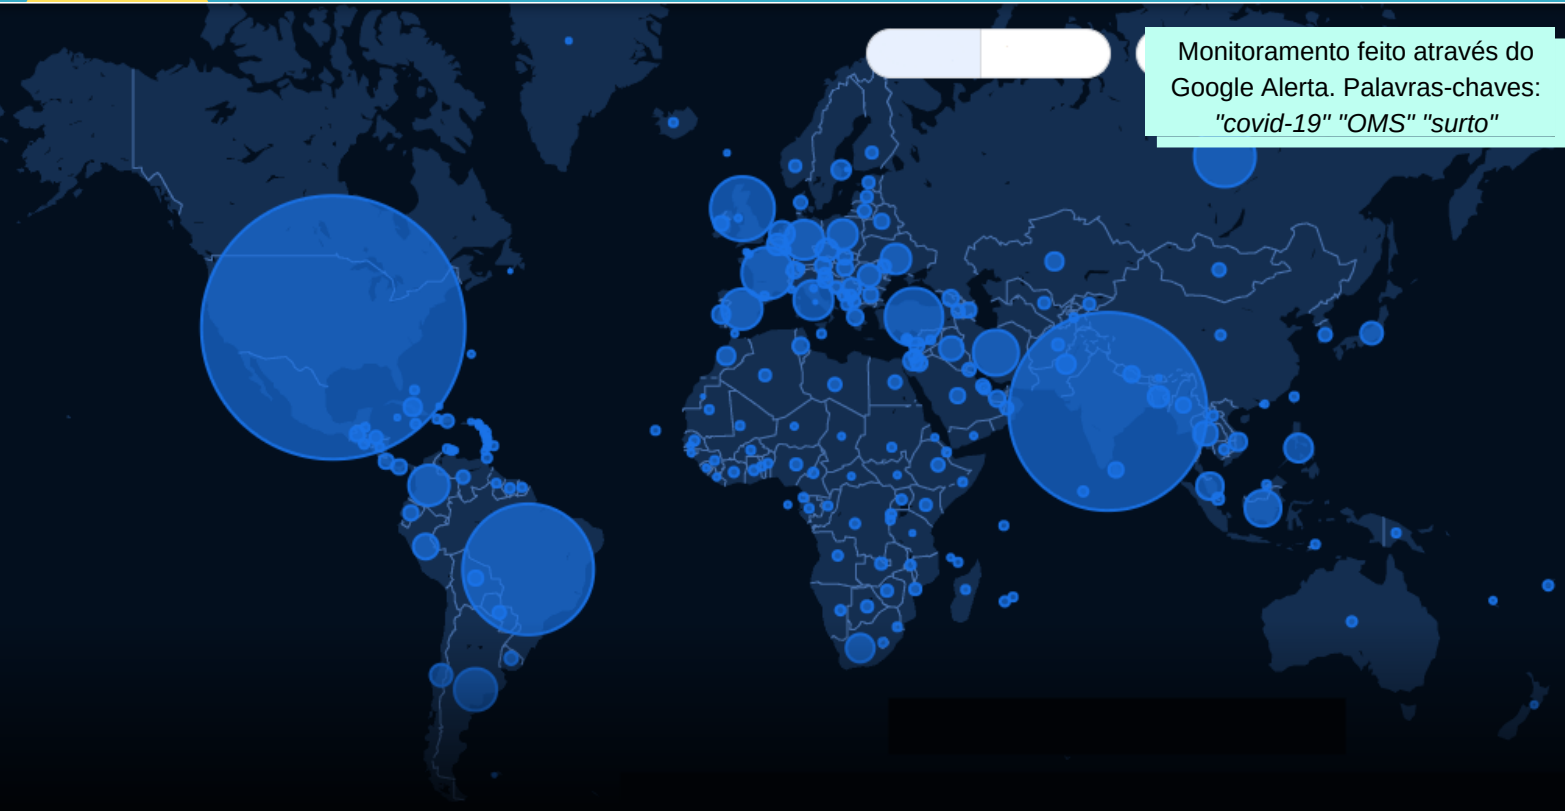 Monitoramento feito através do
Google Alerta. Palavras-chaves:
"covid-19" "OMS" "surto"